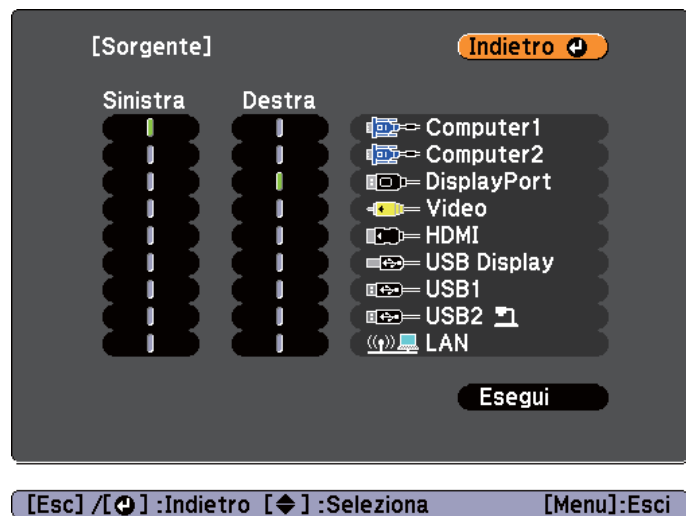 [Sorgente]
Indietro
Sinistra Destra
Computer1
Computer2
DisplayPort
Video
HMDI
USB Display
USB1
USB2
LAN
Esegui
[Esc] /[ ] :Indietro [ ] :Seleziona [Menu]:Esci